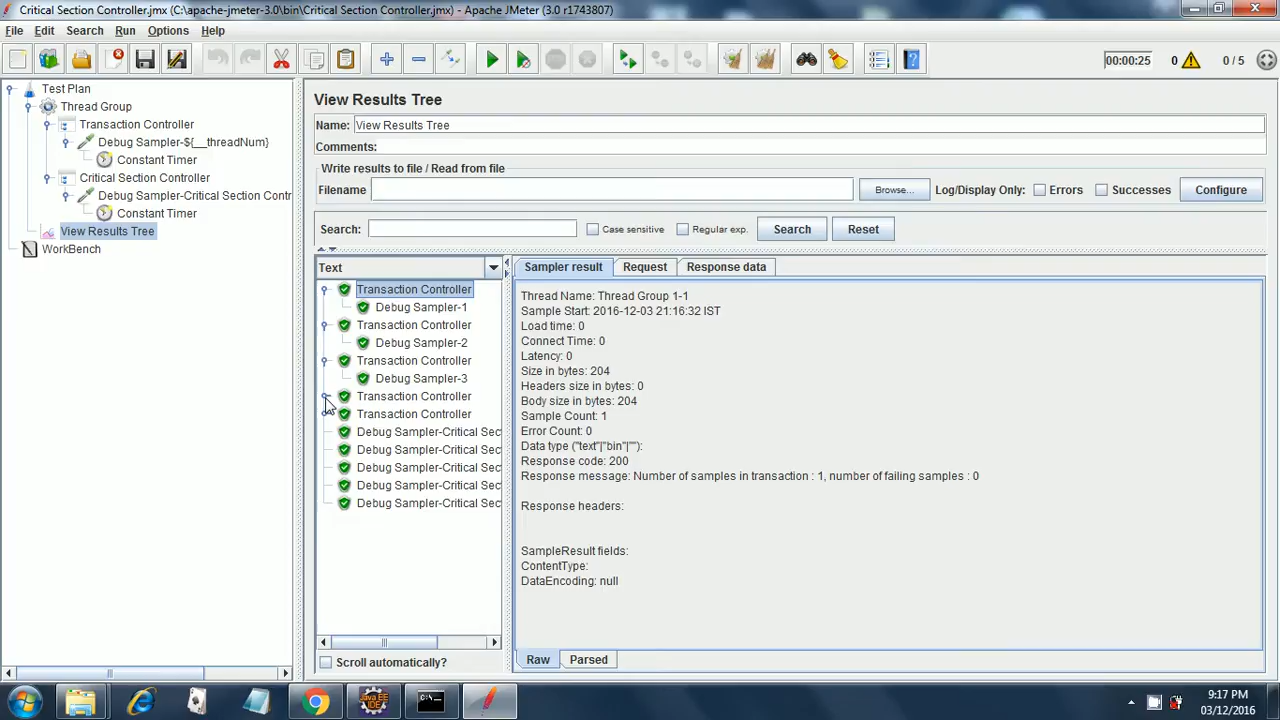 Critical Section Controller.jmx (C:\apache-jmeter-3.0\bin\Critical Section Controller.jmx) - Apache JMeter (3.0 r1743807)
File Edit Search Run Options Help
00:00:25 0 0 / 5
Test Plan
Thread Group
Transaction Controller
Debug Sampler-${__threadNum}
Constant Timer
Critical Section Controller
Debug Sampler-Critical Section Contr
Constant Timer
View Results Tree
WorkBench
View Results Tree
Name: View Results Tree
Comments:
Write results to file / Read from file
Filename Browse... Log/Display Only: Errors Successes Configure
Search: Case sensitive Regular exp. Search Reset
Text
Transaction Controller
Debug Sampler-1
Transaction Controller
Debug Sampler-2
Transaction Controller
Debug Sampler-3
Transaction Controller
Transaction Controller
Debug Sampler-Critical Sec
Debug Sampler-Critical Sec
Debug Sampler-Critical Sec
Debug Sampler-Critical Sec
Debug Sampler-Critical Sec
Scroll automatically?
Sampler result Request Response data
Thread Name: Thread Group 1-1
Sample Start: 2016-12-03 21:16:32 IST
Load time: 0
Connect Time: 0
Latency: 0
Size in bytes: 204
Headers size in bytes: 0
Body size in bytes: 204
Sample Count: 1
Error Count: 0
Data type ("text"|"bin"|""):
Response code: 200
Response message: Number of samples in transaction : 1, number of failing samples : 0
Response headers:
SampleResult fields:
ContentType:
DataEncoding: null
Raw Parsed
Java EE
IDE
9:17 PM
03/12/2016